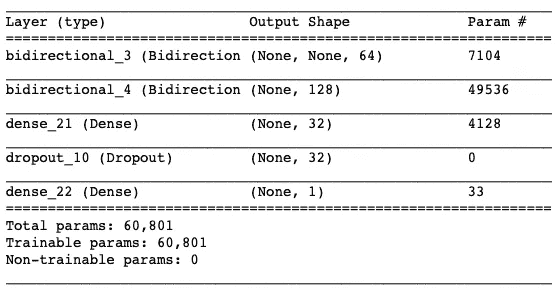 Layer (type) Output Shape Param #
bidirectional_3 (Bidirection (None, None, 64) 7104
bidirectional_4 (Bidirection (None, 128) 49536
dense_21 (Dense) (None, 32) 4128
dropout_10 (Dropout) (None, 32) 0
dense_22 (Dense) (None, 1) 33
Total params: 60,801
Trainable params: 60,801
Non-trainable params: 0